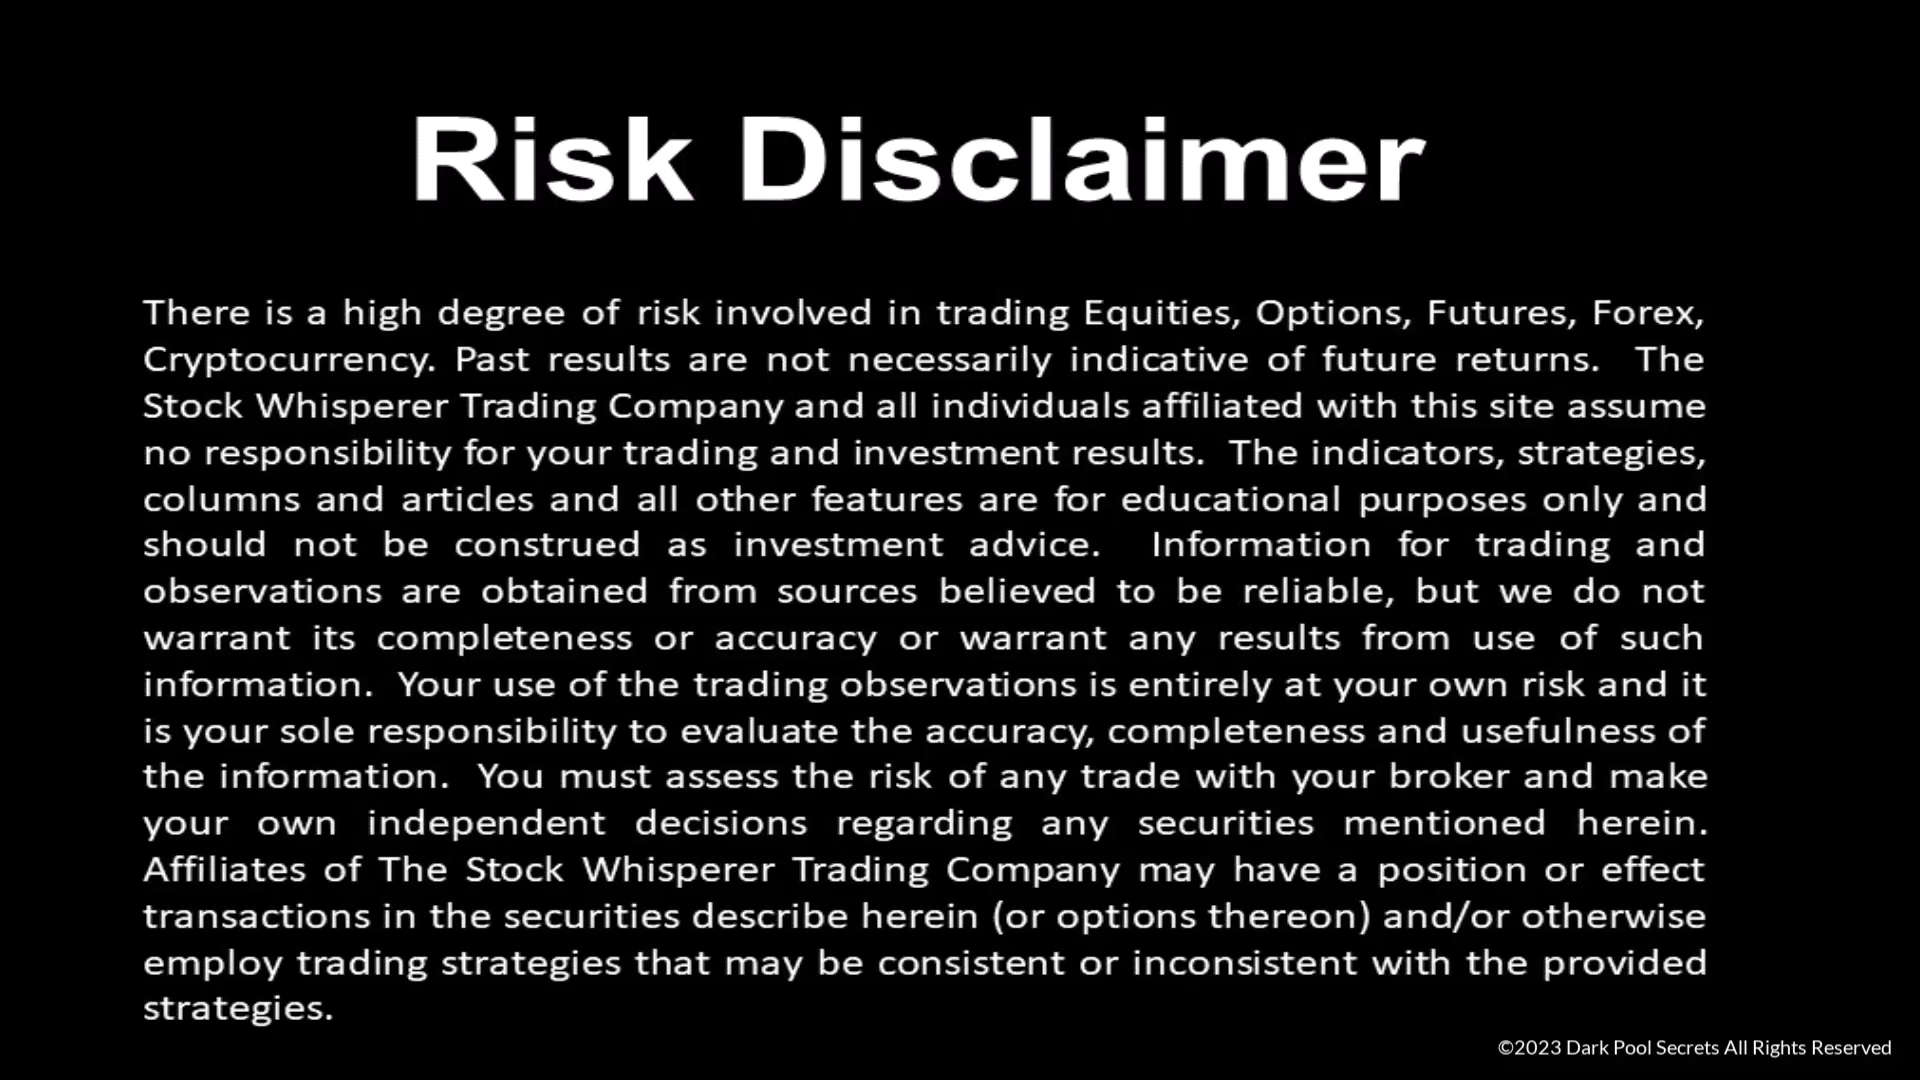 Risk Disclaimer
There is a high degree of risk involved in trading Equities, Options, Futures, Forex,
Cryptocurrency. Past results are not necessarily indicative of future returns.  The
Stock Whisperer Trading Company and all individuals affiliated with this site assume
no responsibility for your trading and investment results.  The indicators, strategies,
columns and articles and all other features are for educational purposes only and
should not be construed as investment advice.  Information for trading and
observations are obtained from sources believed to be reliable, but we do not
warrant its completeness or accuracy or warrant any results from use of such
information.  Your use of the trading observations is entirely at your own risk and it
is your sole responsibility to evaluate the accuracy, completeness and usefulness of
the information.  You must assess the risk of any trade with your broker and make
your own independent decisions regarding any securities mentioned herein.
Affiliates of The Stock Whisperer Trading Company may have a position or effect
transactions in the securities describe herein (or options thereon) and/or otherwise
employ trading strategies that may be consistent or inconsistent with the provided
strategies.
©2023 Dark Pool Secrets All Rights Reserved